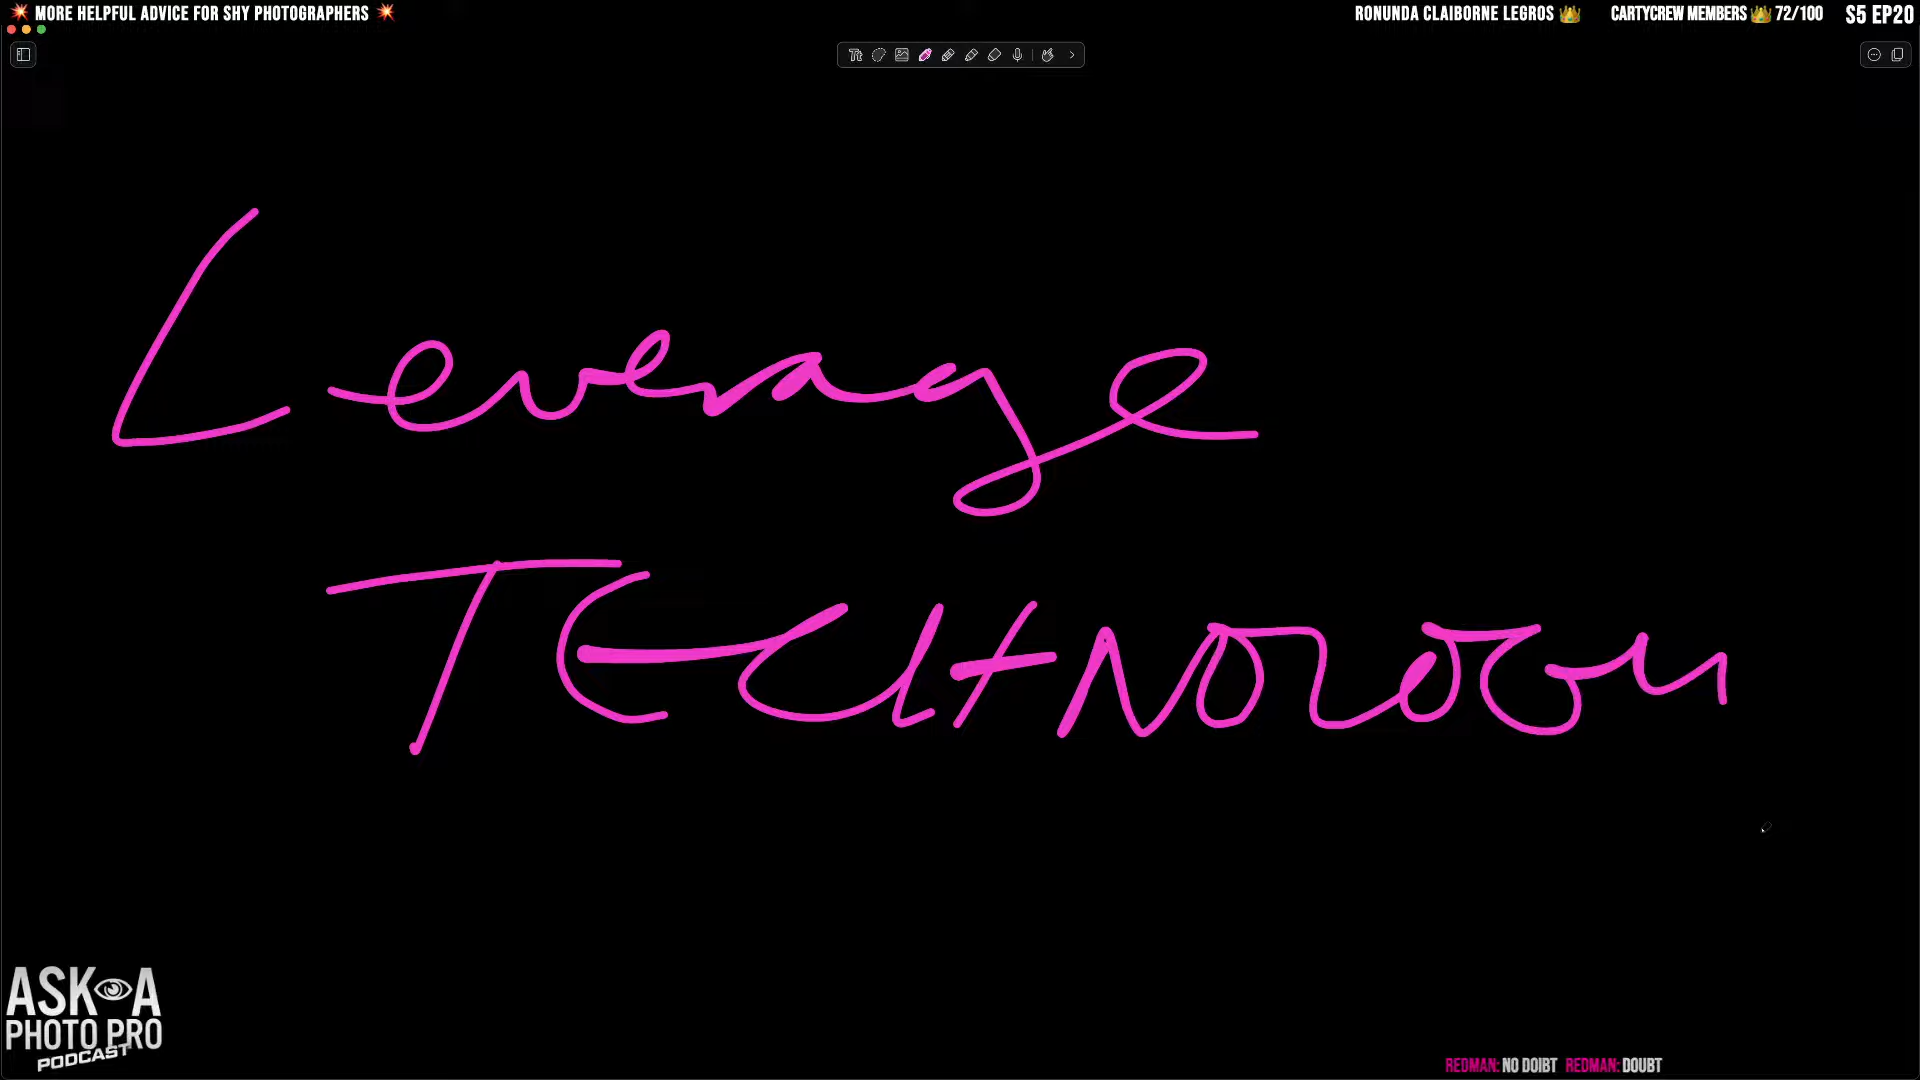 💥 MORE HELPFUL ADVICE FOR SHY PHOTOGRAPHERS 💥
RONUNDA CLAIBORNE LEGROS 👑 CARTYCREW MEMBERS 👑 72/100 S5 EP20
Leverage
TECHNOLOGY
ASK A
PHOTO PRO
PODCAST
REDMAN: NO DOIBT REDMAN: DOUBT